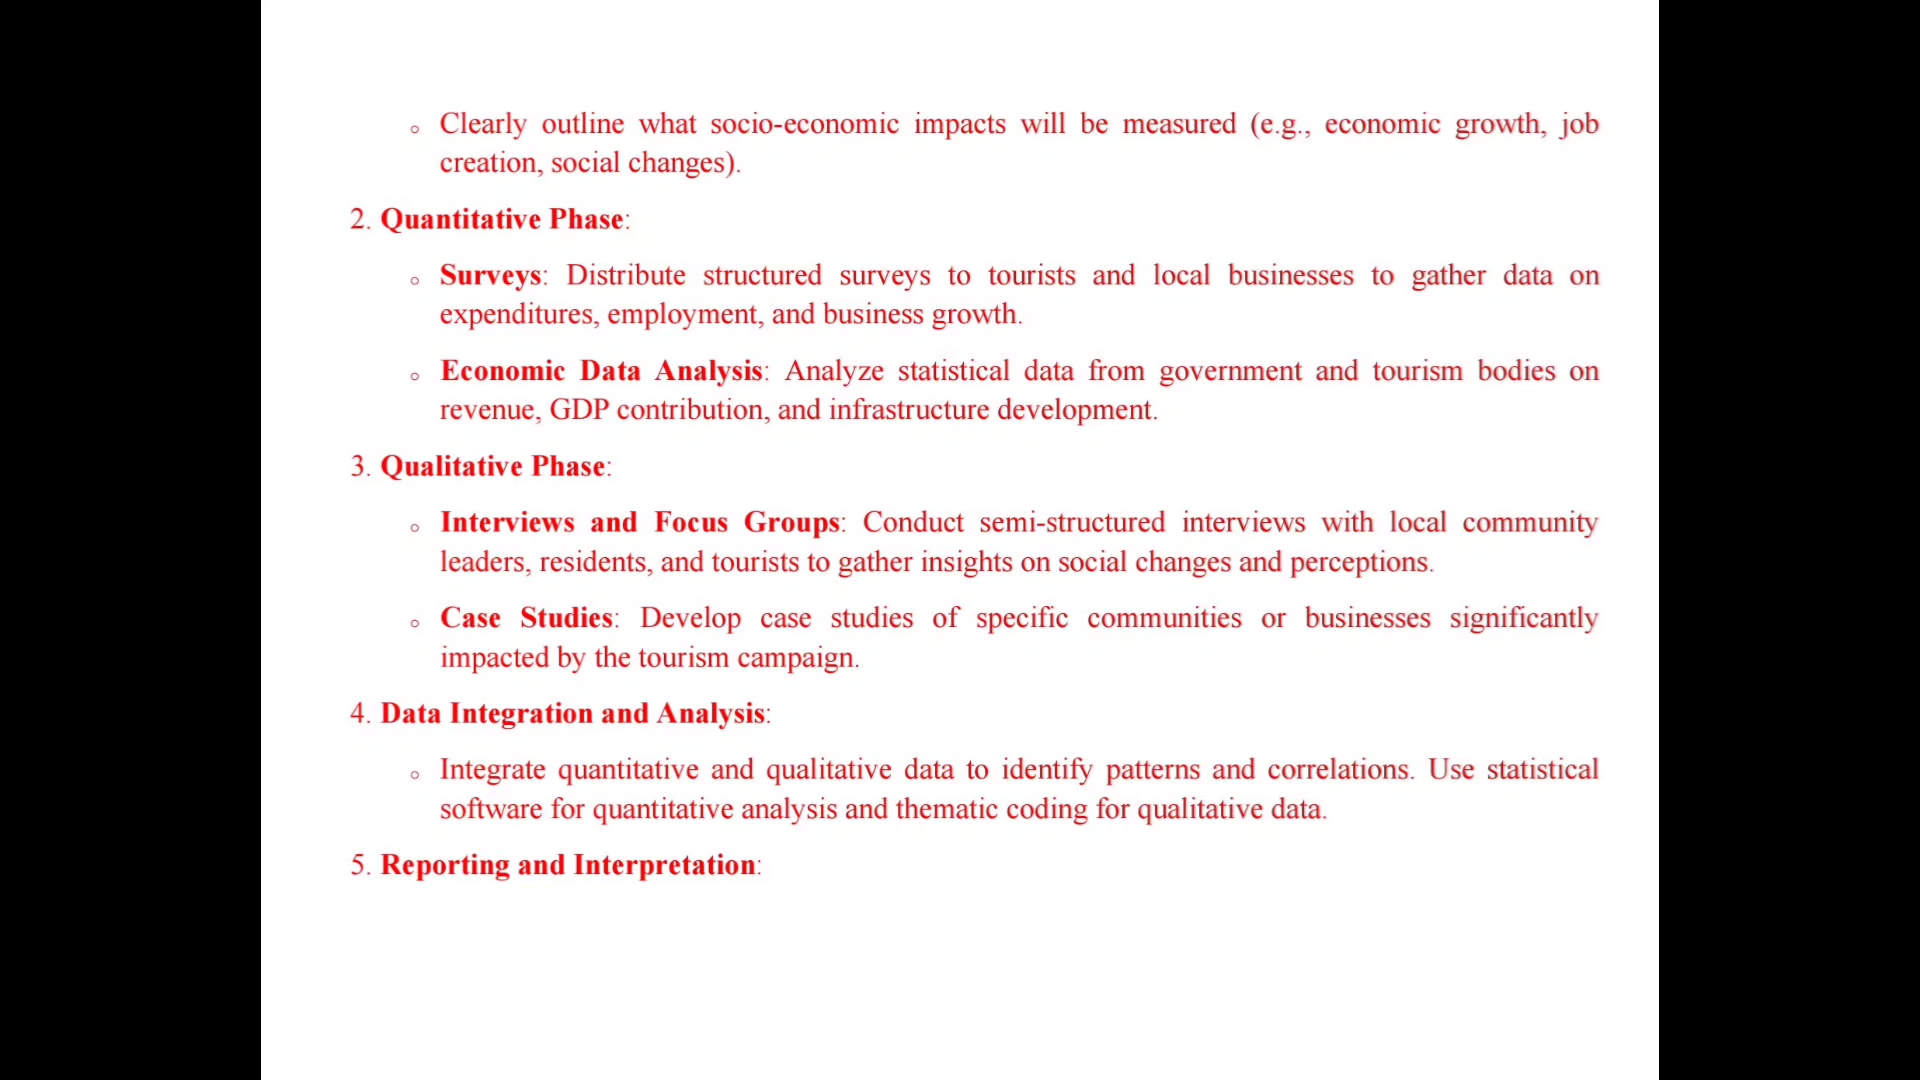 ○ Clearly outline what socio-economic impacts will be measured (e.g., economic growth, job
creation, social changes).
2. Quantitative Phase:
○ Surveys: Distribute structured surveys to tourists and local businesses to gather data on
expenditures, employment, and business growth.
○ Economic Data Analysis: Analyze statistical data from government and tourism bodies on
revenue, GDP contribution, and infrastructure development.
3. Qualitative Phase:
○ Interviews and Focus Groups: Conduct semi-structured interviews with local community
leaders, residents, and tourists to gather insights on social changes and perceptions.
○ Case Studies: Develop case studies of specific communities or businesses significantly
impacted by the tourism campaign.
4. Data Integration and Analysis:
○ Integrate quantitative and qualitative data to identify patterns and correlations. Use statistical
software for quantitative analysis and thematic coding for qualitative data.
5. Reporting and Interpretation: